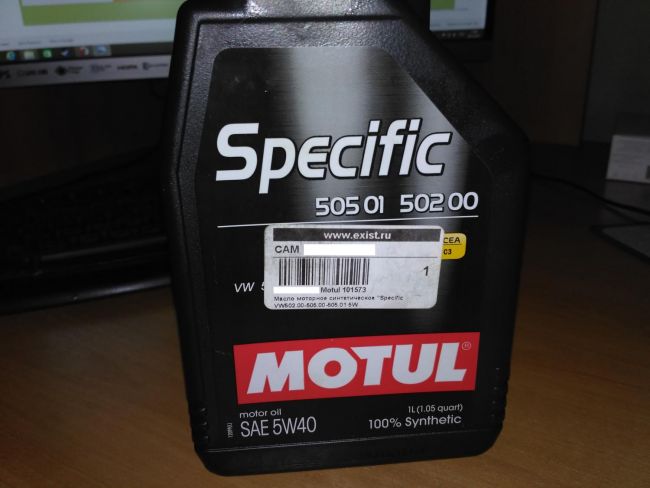 Specific
505 01 502 00
www.exist.ru
CAM
ACEA
C3
1
VW 5
Motul 101573
Масло моторное синтетическое "Specific
VW502.00-505.00-505.01 5W
MOTUL
motor oil
SAE 5W40
1L (1.05 quart)
100% Synthetic